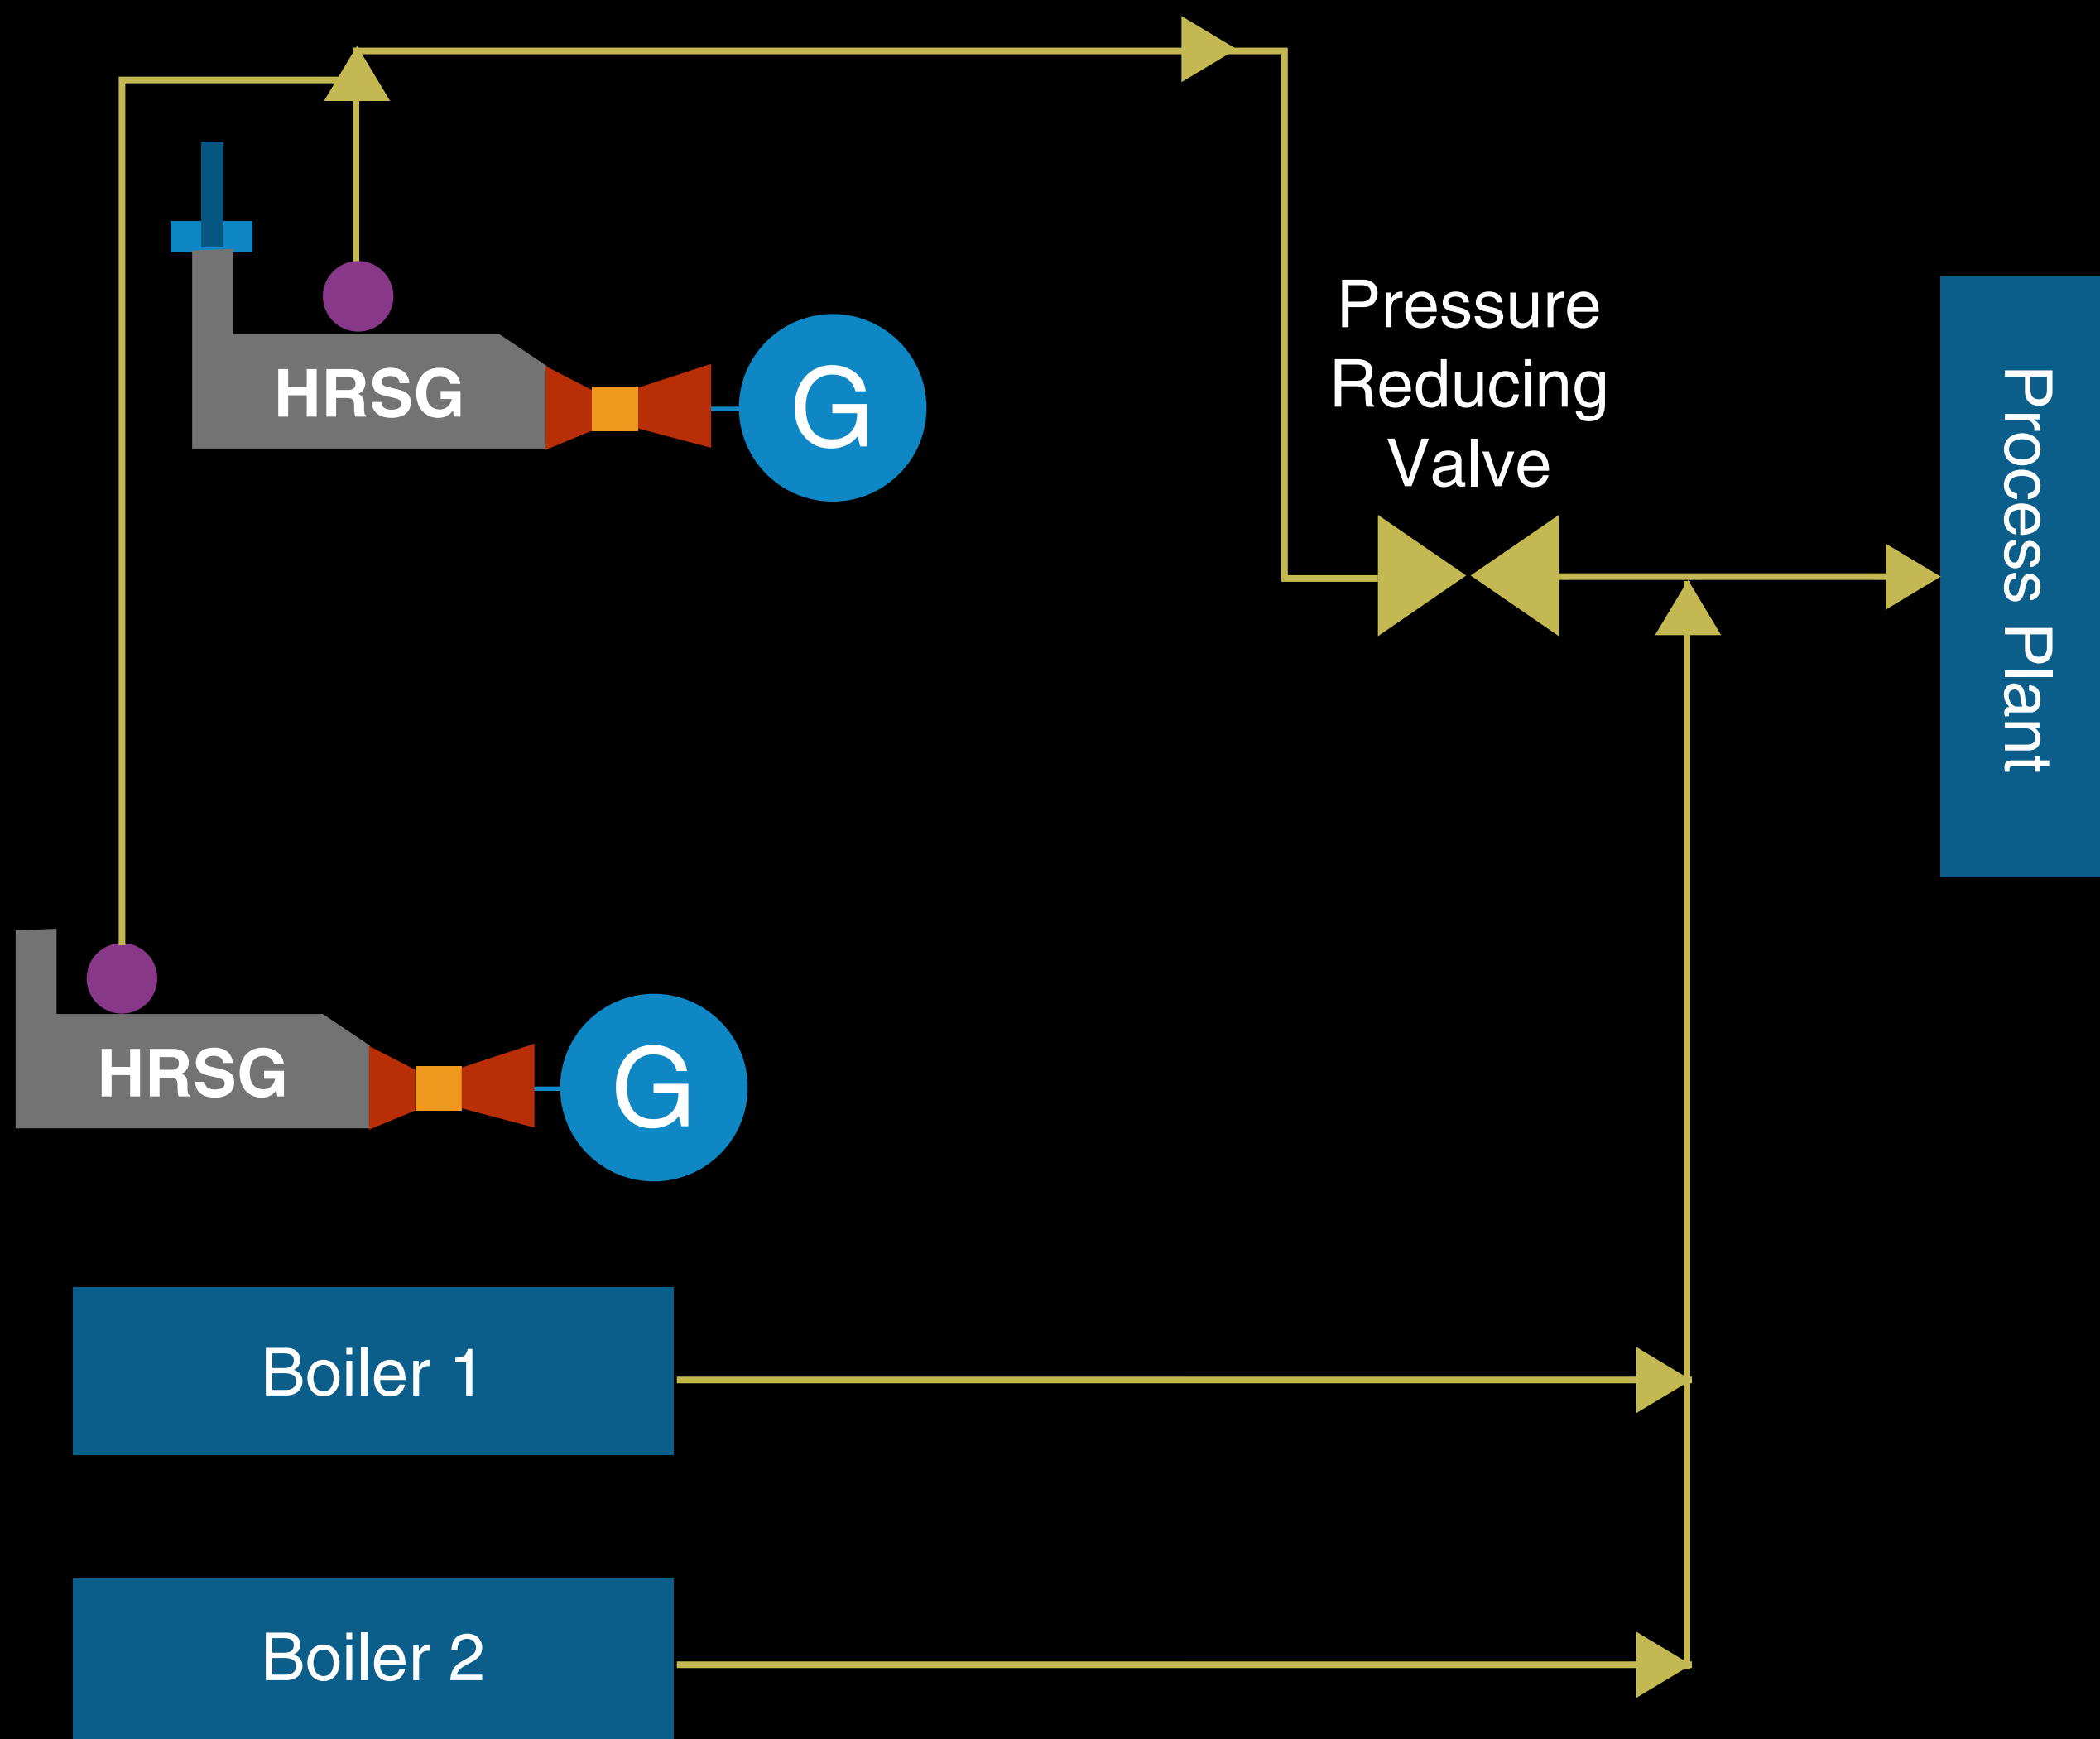 Pressure
Reducing
Valve
HRSG
G
Process Plant
HRSG
G
Boiler 1
Boiler 2